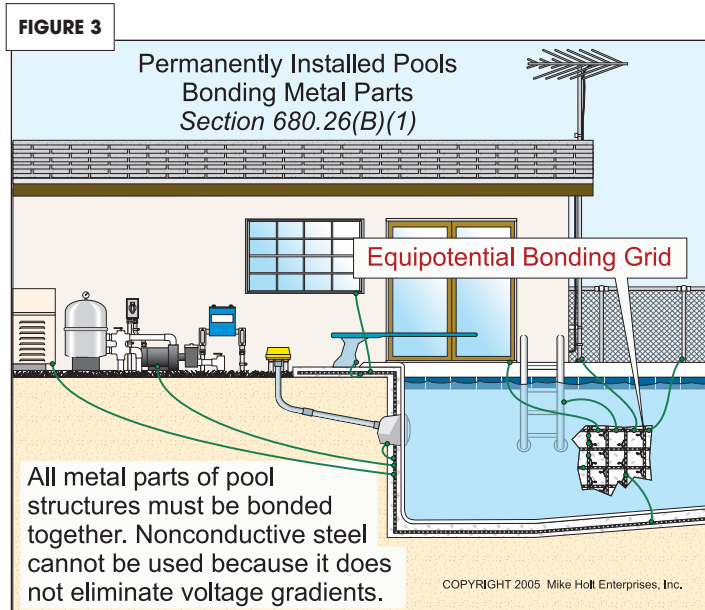 FIGURE 3
Permanently Installed Pools
Bonding Metal Parts
Section 680.26(B)(1)
Equipotential Bonding Grid
All metal parts of pool
structures must be bonded
together. Nonconductive steel
cannot be used because it does
not eliminate voltage gradients.
COPYRIGHT 2005 Mike Holt Enterprises, Inc.